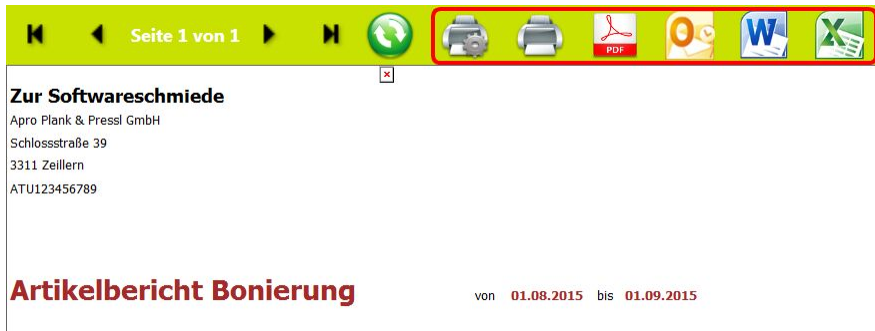 Seite 1 von 1
PDF
Zur Softwareschmiede
Apro Plank & Pressl GmbH
Schlossstraße 39
3311 Zeillern
ATU123456789
Artikelbericht Bonierung von 01.08.2015 bis 01.09.2015